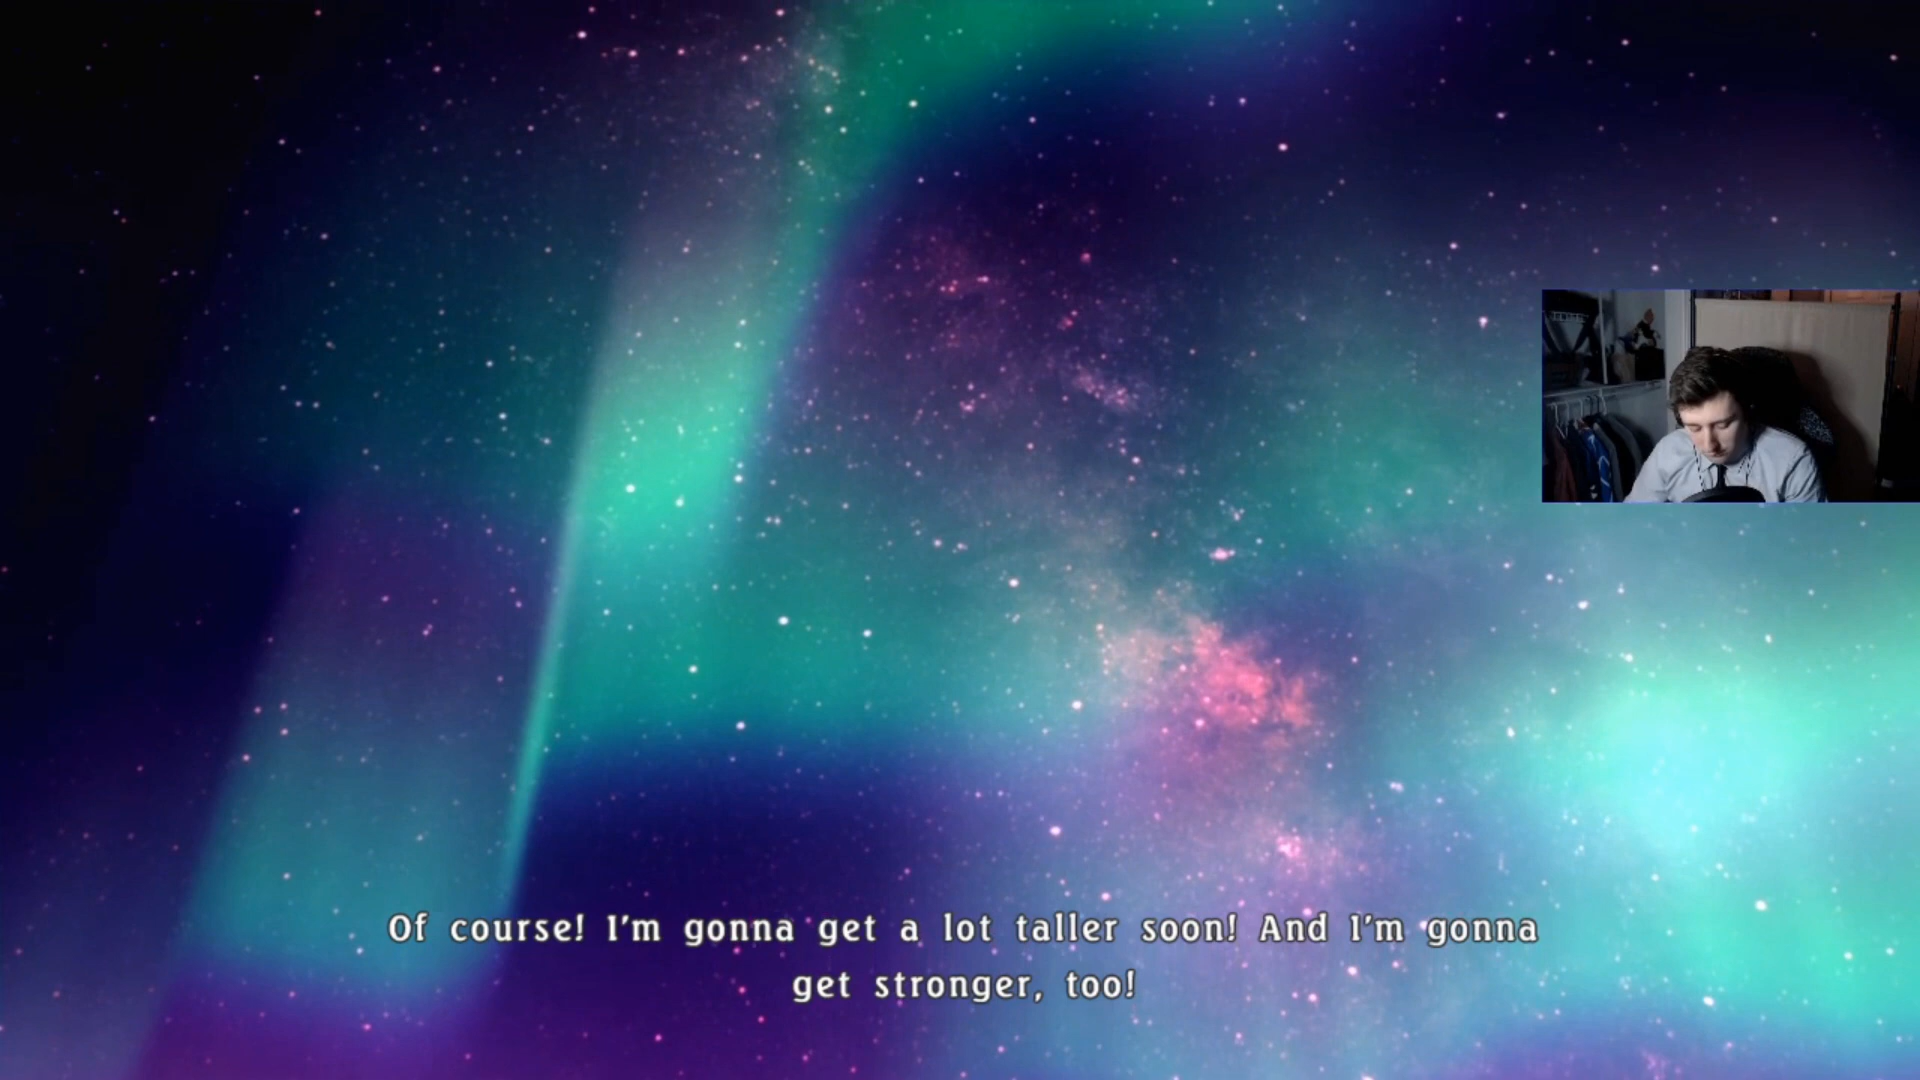 Of course! I'm gonna get a lot taller soon! And I'm gonna
get stronger, too!